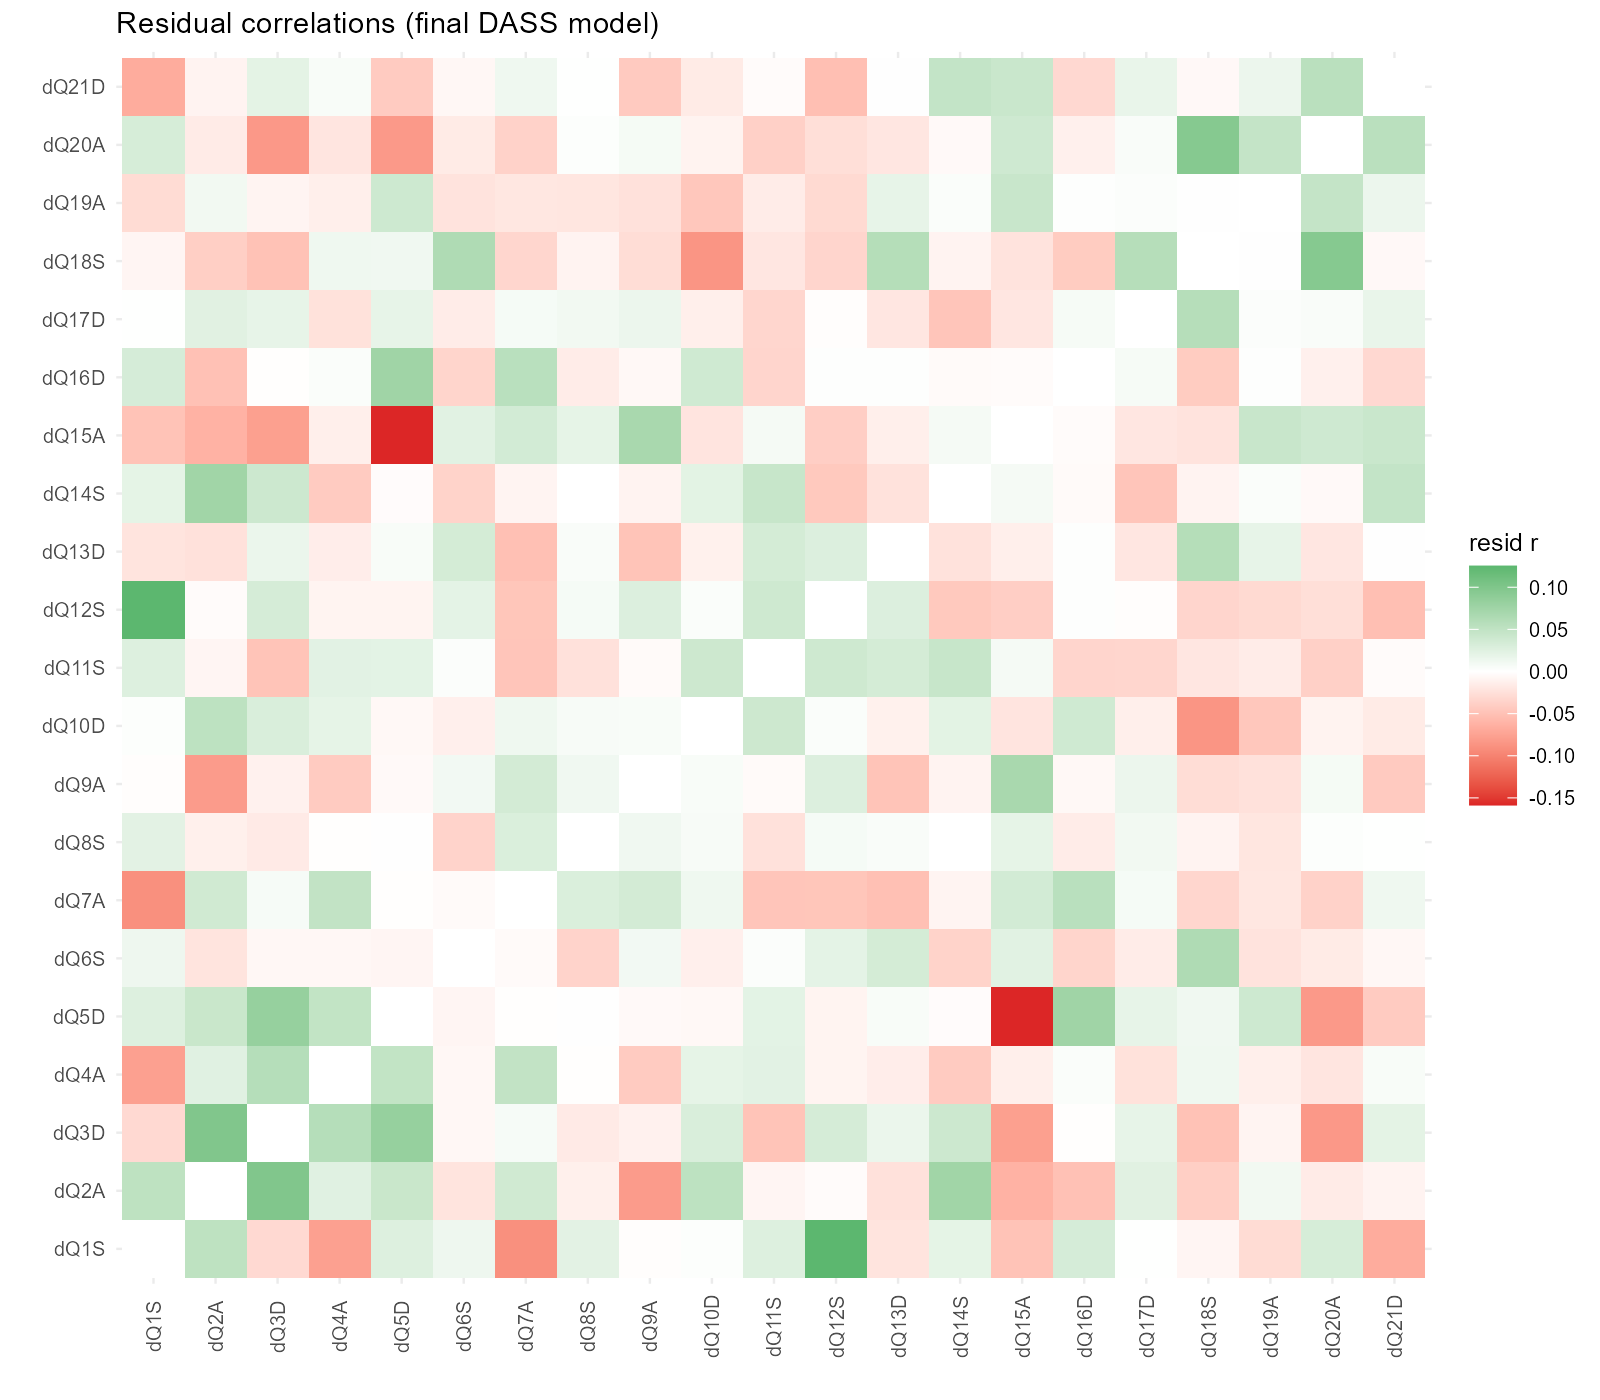 Residual correlations (final DASS model)
dQ21D
dQ20A
dQ19A
dQ18S
dQ17D
dQ16D
dQ15A
dQ14S
dQ13D
dQ12S
dQ11S
dQ10D
dQ9A
dQ8S
dQ7A
dQ6S
dQ5D
dQ4A
dQ3D
dQ2A
dQ1S
dQ1S
dQ2A
dQ3D
dQ4A
dQ5D
dQ6S
dQ7A
dQ8S
dQ9A
dQ10D
dQ11S
dQ12S
dQ13D
dQ14S
dQ15A
dQ16D
dQ17D
dQ18S
dQ19A
dQ20A
dQ21D
resid r
0.10
0.05
0.00
-0.05
-0.10
-0.15